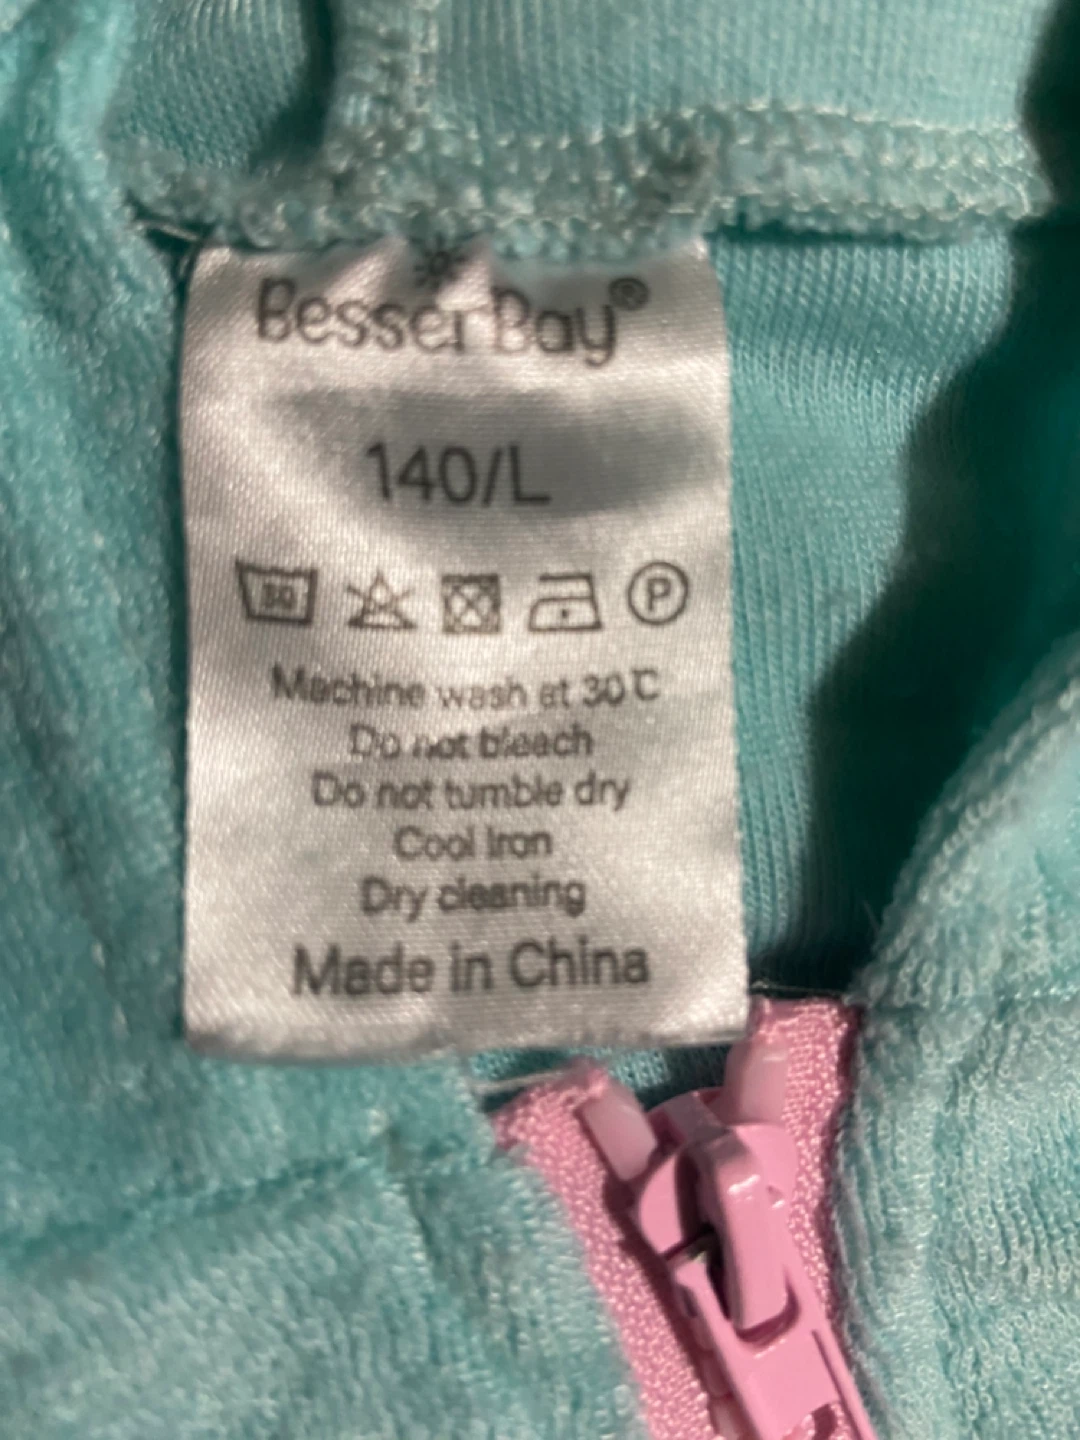 BesserBay®
140/L
30
P
Machine wash at 30℃
Do not bleach
Do not tumble dry
Cool Iron
Dry cleaning
Made in China